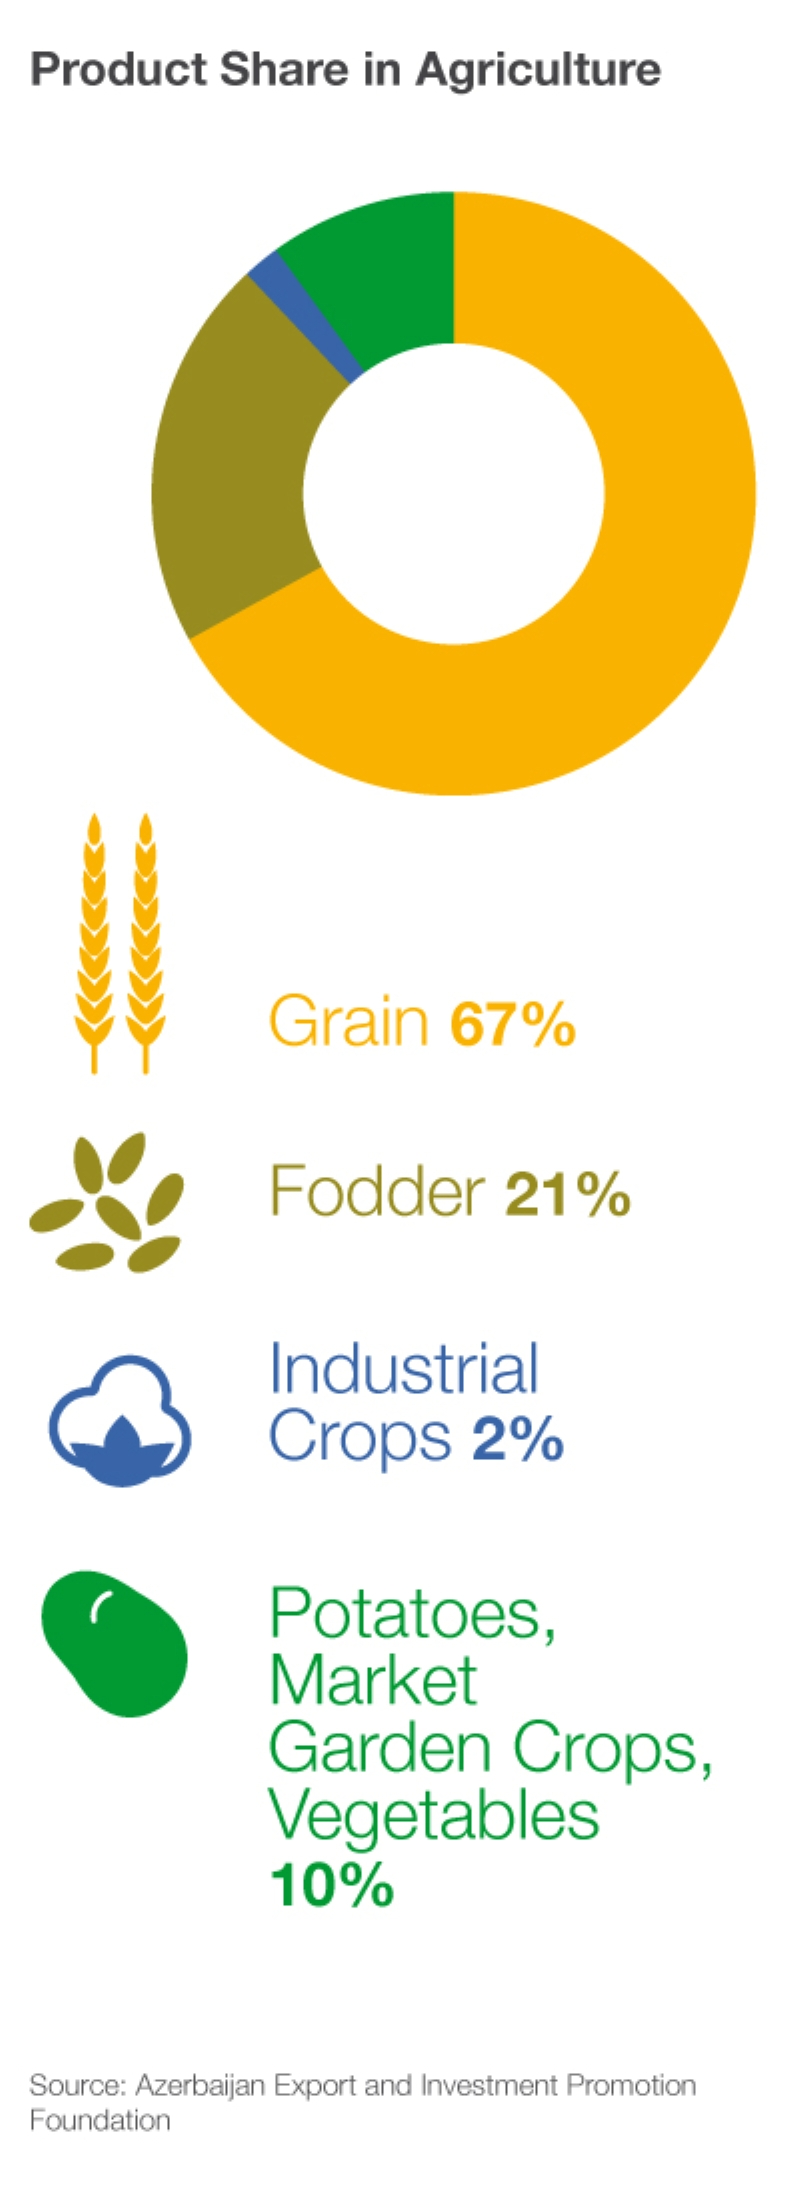 Product Share in Agriculture
Grain 67%
Fodder 21%
Industrial
Crops 2%
Potatoes,
Market
Garden Crops,
Vegetables
10%
Source: Azerbaijan Export and Investment Promotion
Foundation